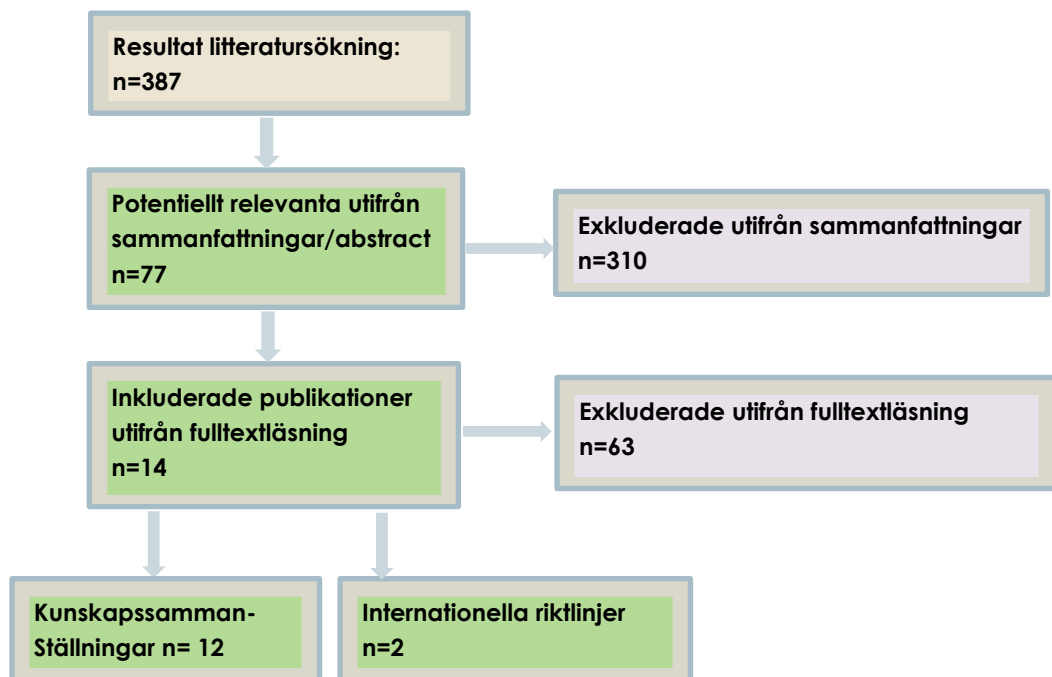 Resultat litteratursökning:
n=387
Potentiellt relevanta utifrån
sammanfattningar/abstract
n=77
Exkluderade utifrån sammanfattningar
n=310
Inkluderade publikationer
utifrån fulltextläsning
n=14
Exkluderade utifrån fulltextläsning
n=63
Kunskapssamman-
Ställningar n= 12
Internationella riktlinjer
n=2